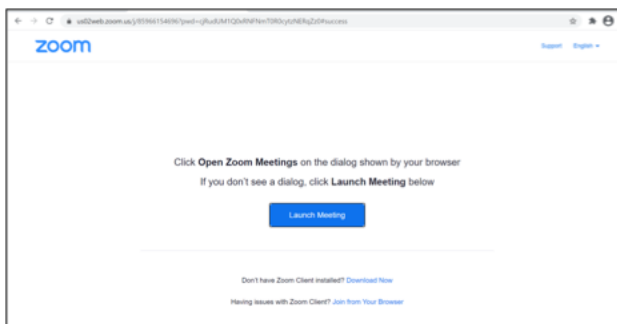 zoom
Support English
Click Open Zoom Meetings on the dialog shown by your browser
If you don't see a dialog, click Launch Meeting below
Launch Meeting
Don't have Zoom Client installed? Download Now
Having issues with Zoom Client? Join from Your Browser